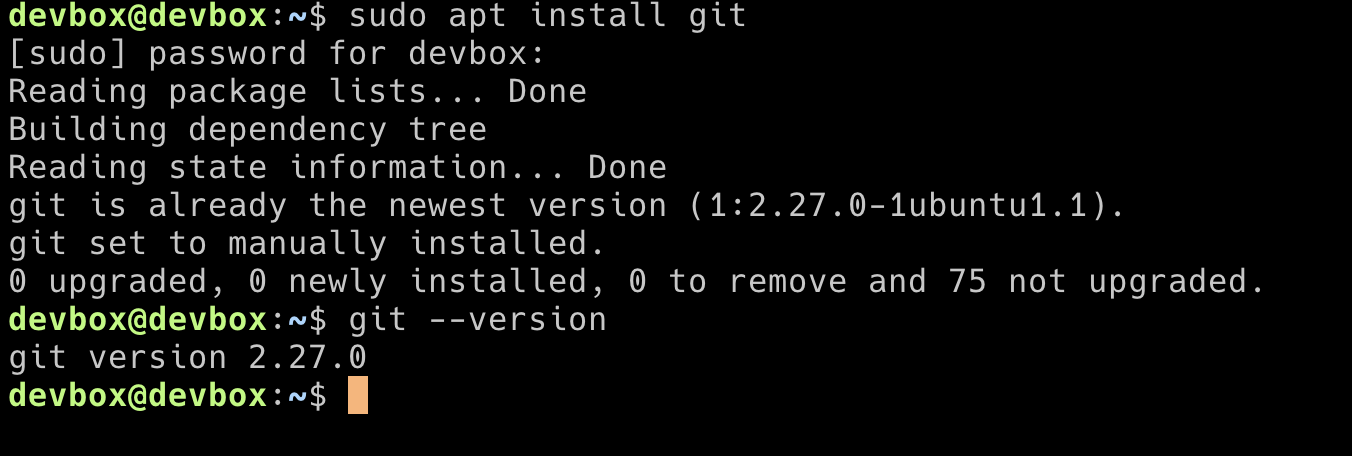 devbox@devbox:~$ sudo apt install git
[sudo] password for devbox:
Reading package lists... Done
Building dependency tree
Reading state information... Done
git is already the newest version (1:2.27.0-1ubuntu1.1).
git set to manually installed.
0 upgraded, 0 newly installed, 0 to remove and 75 not upgraded.
devbox@devbox:~$ git --version
git version 2.27.0
devbox@devbox:~$